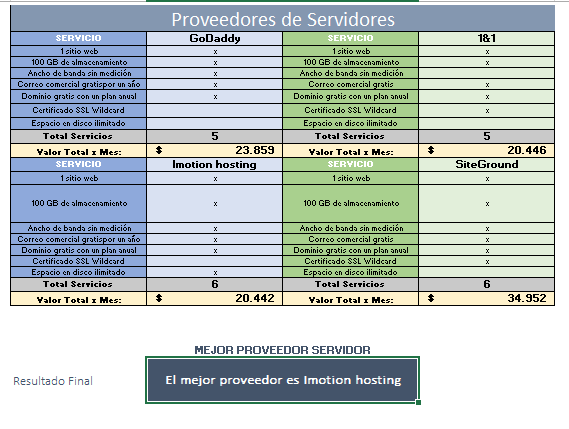 Proveedores de Servidores
SERVICIO GoDaddy SERVICIO 1&1
1 sitio web x 1 sitio web x
100 GB de almacenamiento x 100 GB de almacenamiento x
Ancho de banda sin medición x Ancho de banda sin medición
Correo comercial gratispor un año x Correo comercial gratis x
Dominio gratis con un plan anual x Dominio gratis con un plan anual x
Certificado SSL Wildcard Certificado SSL Wildcard x
Espacio en disco ilimitado Espacio en disco ilimitado
Total Servicios 5 Total Servicios 5
Valor Total x Mes: $ 23.859 Valor Total x Mes: $ 20.446
SERVICIO Imotion hosting SERVICIO SiteGround
1 sitio web x 1 sitio web x
100 GB de almacenamiento x 100 GB de almacenamiento x
Ancho de banda sin medición x Ancho de banda sin medición x
Correo comercial gratispor un año x Correo comercial gratis x
Dominio gratis con un plan anual x Dominio gratis con un plan anual x
Certificado SSL Wildcard Certificado SSL Wildcard x
Espacio en disco ilimitado x Espacio en disco ilimitado
Total Servicios 6 Total Servicios 6
Valor Total x Mes: $ 20.442 Valor Total x Mes: $ 34.952
MEJOR PROVEEDOR SERVIDOR
Resultado Final El mejor proveedor es Imotion hosting